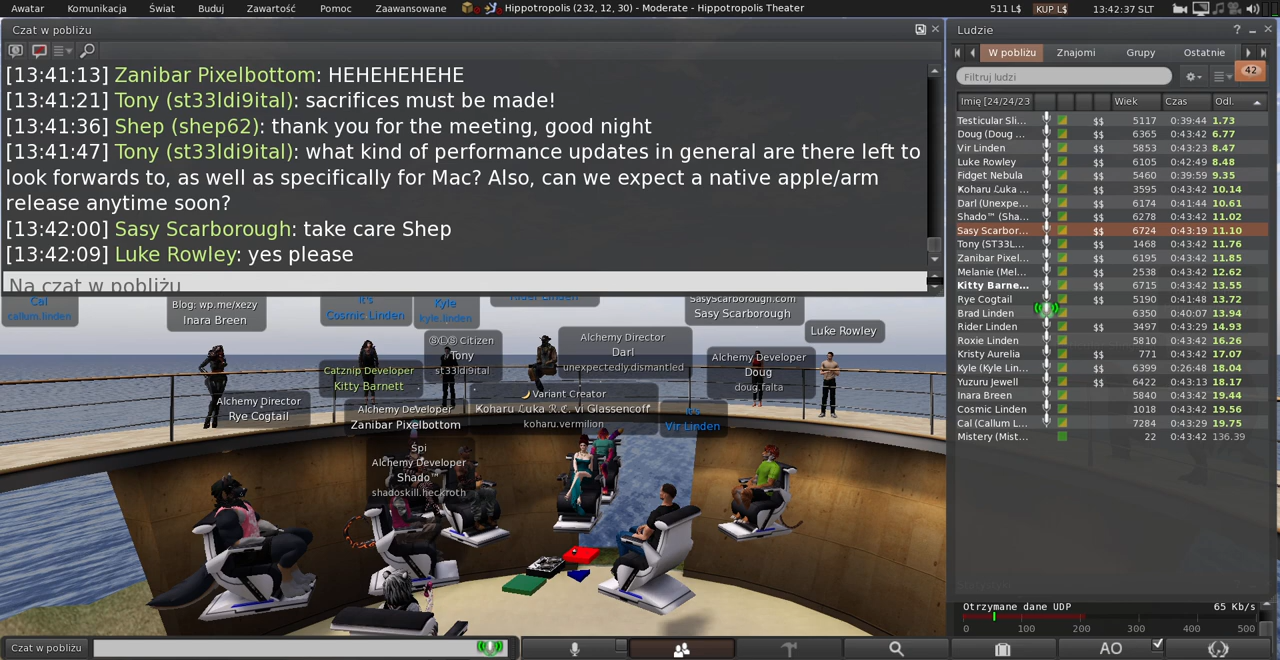 Awatar Komunikacja Świat Buduj Zawartość Pomoc Zaawansowane Hippotropolis (232, 12, 30) - Moderate - Hippotropolis Theater 511 L$ KUP L$ 13:42:37 SLT
Czat w pobliżu
[13:41:13] Zanibar Pixelbottom: HEHEHEHEHE
[13:41:21] Tony (st33ldi9ital): sacrifices must be made!
[13:41:36] Shep (shep62): thank you for the meeting, good night
[13:41:47] Tony (st33ldi9ital): what kind of performance updates in general are there left to
look forwards to, as well as specifically for Mac? Also, can we expect a native apple/arm
release anytime soon?
[13:42:00] Sasy Scarborough: take care Shep
[13:42:09] Luke Rowley: yes please
Na czat w pobliżu
Cal
callum.linden
Blog: wp.me/xezy
Inara Breen
It's
Cosmic Linden
Kyle
kyle.linden
Rider Linden
SasyScarborough.com
Sasy Scarborough
Luke Rowley
ⒷⓁⒷ Citizen
Tony
st33ldi9ital
Alchemy Director
Darl
unexpectedly.dismantled
Alchemy Developer
Doug
doug.falta
Catznip Developer
Kitty Barnett
Alchemy Director
Rye Cogtail
Alchemy Developer
Zanibar Pixelbottom
🌙Variant Creator
Koharu ℒuka ℛ.ℂ. vi Glassencoff
koharu.vermilion
It's
Vir Linden
Śpi
Alchemy Developer
Shado™
shadoskill.heckroth
Ludzie
W pobliżu Znajomi Grupy Ostatnie
Filtruj ludzi
42
Imię [24/24/23 Wiek Czas Odl.
Testicular Sli... $$ 5117 0:39:44 1.73
Doug (Doug ... $$ 6365 0:43:42 6.77
Vir Linden 5853 0:43:23 8.47
Luke Rowley $$ 6105 0:42:49 8.48
Fidget Nebula $$ 5460 0:39:59 9.35
Koharu ℒuka ... $$ 3595 0:43:42 10.14
Darl (Unexpe... $$ 6174 0:41:44 10.61
Shado™ (Sha... $$ 6278 0:43:42 11.02
Sasy Scarbor... $$ 6724 0:43:19 11.10
Tony (ST33L... $$ 1468 0:43:42 11.76
Zanibar Pixel... $$ 6195 0:43:42 11.85
Melanie (Mel... $$ 2538 0:43:42 12.62
Kitty Barne... $$ 6715 0:43:42 13.55
Rye Cogtail $$ 5190 0:41:48 13.72
Brad Linden 6350 0:40:07 13.94
Rider Linden $$ 3497 0:43:29 14.93
Roxie Linden 5810 0:43:42 16.26
Kristy Aurelia $$ 771 0:43:42 17.07
Kyle (Kyle Lin... $$ 6399 0:26:48 18.04
Yuzuru Jewell $$ 6422 0:43:13 18.17
Inara Breen 5840 0:43:42 19.44
Cosmic Linden 1018 0:43:42 19.56
Cal (Callum L... 7284 0:43:29 19.75
Mistery (Mist... 22 0:43:42 136.39
Otrzymane dane UDP 65 Kb/s
0 100 200 300 400 500
Czat w pobliżu AO